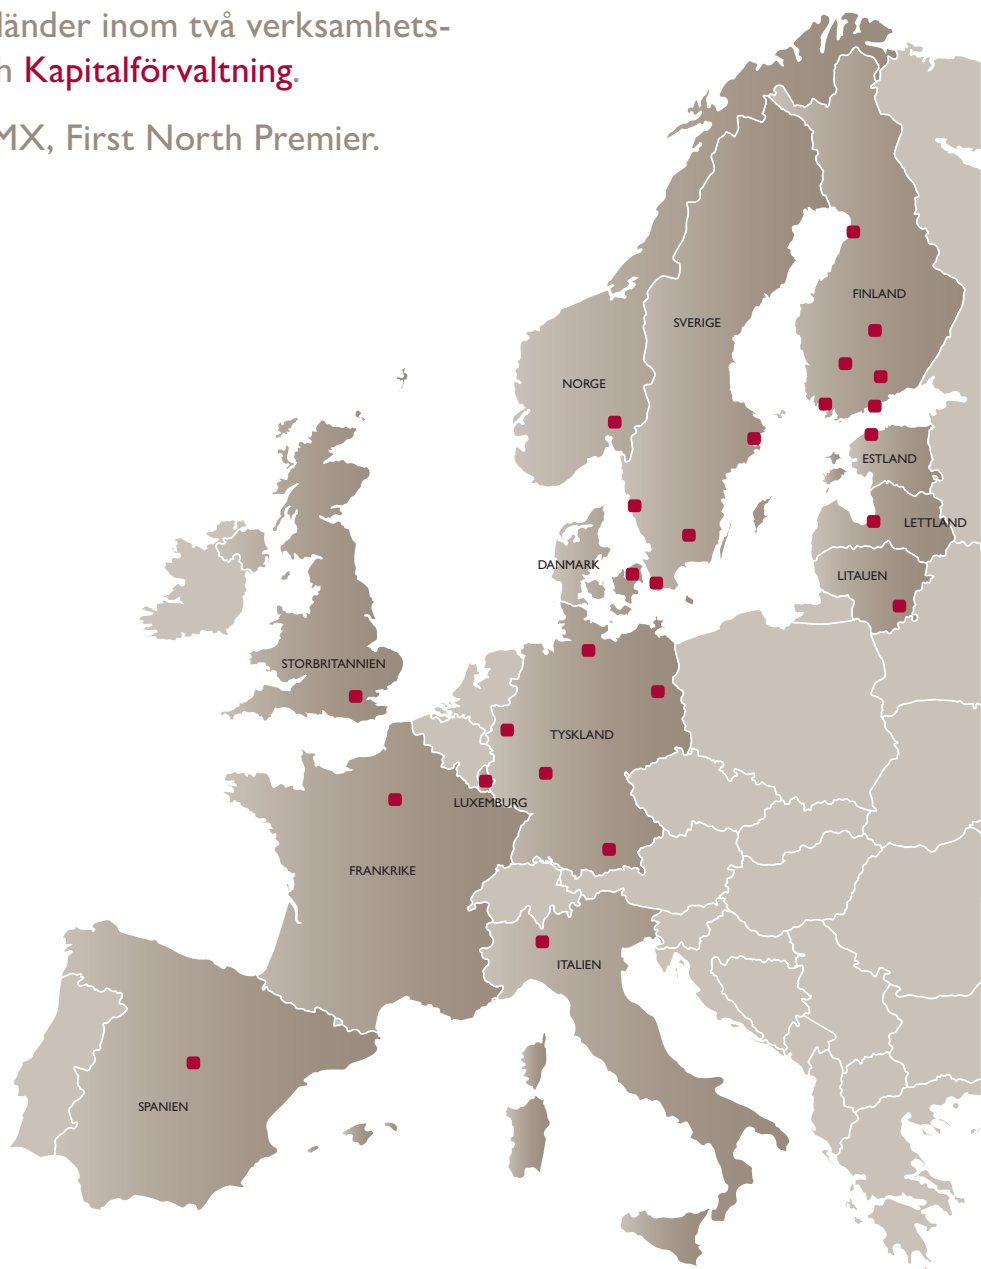 länder inom två verksamhets-
Kapitalförvaltning.
MX, First North Premier.
FINLAND
SVERIGE
NORGE
ESTLAND
LETTLAND
DANMARK
LITAUEN
STORBRITANNIEN
TYSKLAND
LUXEMBURG
FRANKRIKE
ITALIEN
SPANIEN